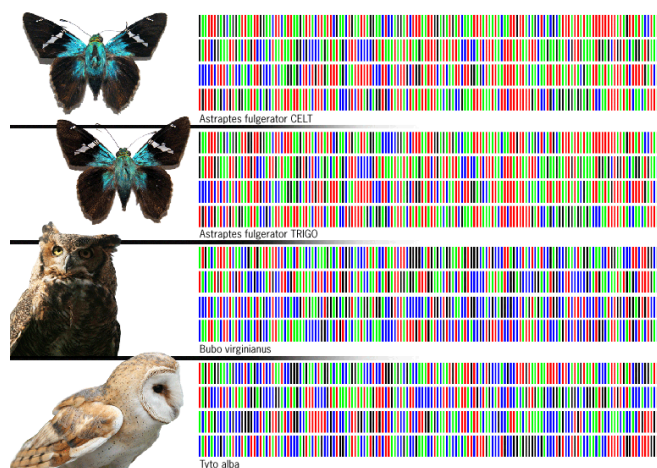 Astraptes fulgerator CELT
Astraptes fulgerator TRIGO
Bubo virginianus
Tyto alba